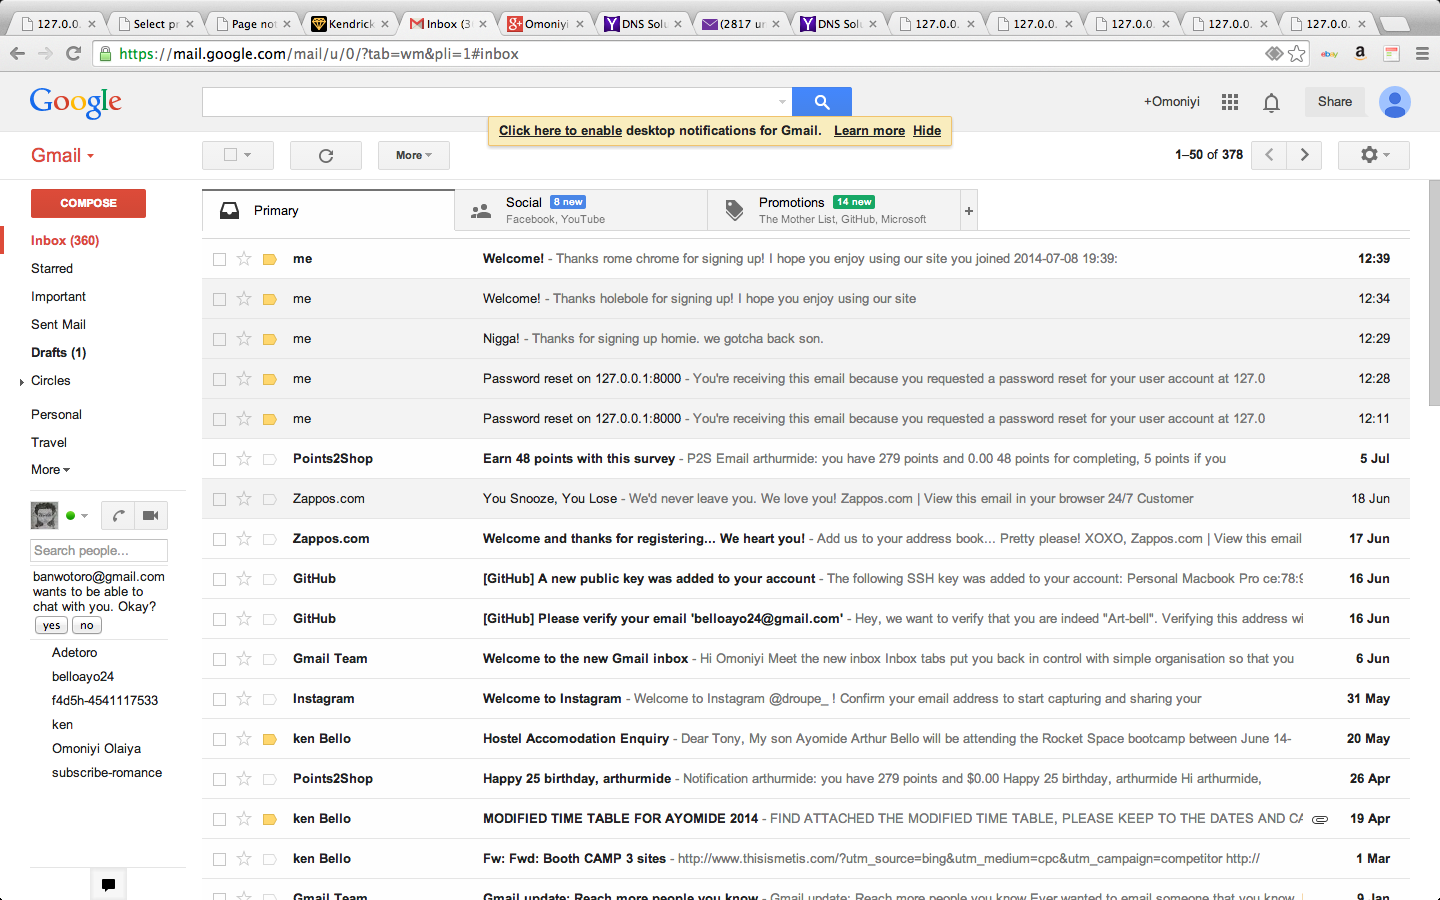 127.0.0. Select pr Page not Kendrick Inbox (36 Omoniyi DNS Solu (2817 un DNS Solu 127.0.0. 127.0.0. 127.0.0. 127.0.0. 127.0.0.
https://mail.google.com/mail/u/0/?tab=wm&pli=1#inbox
ebay a
Google +Omoniyi Share
Click here to enable desktop notifications for Gmail. Learn more Hide
Gmail More 1–50 of 378
COMPOSE
Inbox (360)
Starred
Important
Sent Mail
Drafts (1)
Circles
Personal
Travel
More
Search people...
banwotoro@gmail.com
wants to be able to
chat with you. Okay?
yes no
Adetoro
belloayo24
f4d5h-4541117533
ken
Omoniyi Olaiya
subscribe-romance
Primary
Social 8 new
Facebook, YouTube
Promotions 14 new
The Mother List, GitHub, Microsoft
+
me Welcome! - Thanks rome chrome for signing up! I hope you enjoy using our site you joined 2014-07-08 19:39: 12:39
me Welcome! - Thanks holebole for signing up! I hope you enjoy using our site 12:34
me Nigga! - Thanks for signing up homie. we gotcha back son. 12:29
me Password reset on 127.0.0.1:8000 - You're receiving this email because you requested a password reset for your user account at 127.0 12:28
me Password reset on 127.0.0.1:8000 - You're receiving this email because you requested a password reset for your user account at 127.0 12:11
Points2Shop Earn 48 points with this survey - P2S Email arthurmide: you have 279 points and 0.00 48 points for completing, 5 points if you 5 Jul
Zappos.com You Snooze, You Lose - We'd never leave you. We love you! Zappos.com | View this email in your browser 24/7 Customer 18 Jun
Zappos.com Welcome and thanks for registering... We heart you! - Add us to your address book... Pretty please! XOXO, Zappos.com | View this email 17 Jun
GitHub [GitHub] A new public key was added to your account - The following SSH key was added to your account: Personal Macbook Pro ce:78:9 16 Jun
GitHub [GitHub] Please verify your email 'belloayo24@gmail.com' - Hey, we want to verify that you are indeed "Art-bell". Verifying this address wi 16 Jun
Gmail Team Welcome to the new Gmail inbox - Hi Omoniyi Meet the new inbox Inbox tabs put you back in control with simple organisation so that you 6 Jun
Instagram Welcome to Instagram - Welcome to Instagram @droupe_ ! Confirm your email address to start capturing and sharing your 31 May
ken Bello Hostel Accomodation Enquiry - Dear Tony, My son Ayomide Arthur Bello will be attending the Rocket Space bootcamp between June 14- 20 May
Points2Shop Happy 25 birthday, arthurmide - Notification arthurmide: you have 279 points and $0.00 Happy 25 birthday, arthurmide Hi arthurmide, 26 Apr
ken Bello MODIFIED TIME TABLE FOR AYOMIDE 2014 - FIND ATTACHED THE MODIFIED TIME TABLE, PLEASE KEEP TO THE DATES AND CA 19 Apr
ken Bello Fw: Fwd: Booth CAMP 3 sites - http://www.thisismetis.com/?utm_source=bing&utm_medium=cpc&utm_campaign=competitor http:// 1 Mar
Gmail Team Gmail update: Reach more people you know - Gmail update: Reach more people you know Ever wanted to email someone that you know, 9 Jan